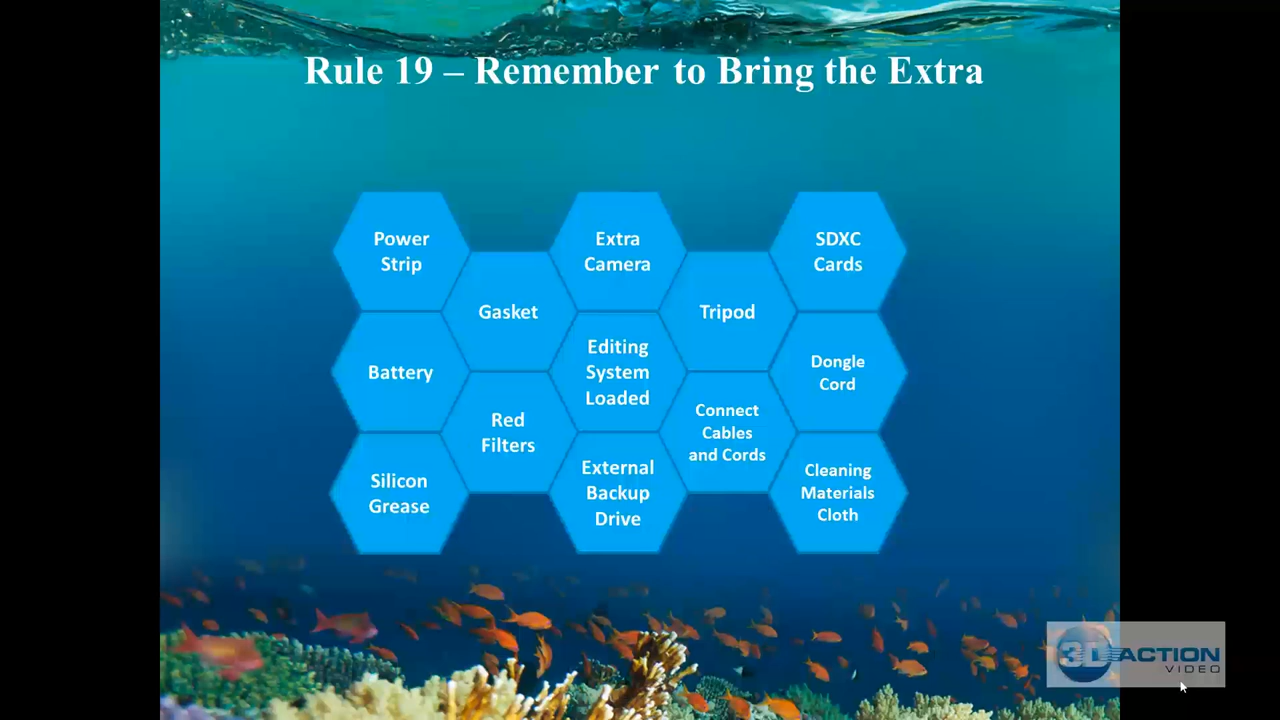 Rule 19 – Remember to Bring the Extra
Power
Strip
Extra
Camera
SDXC
Cards
Gasket
Tripod
Battery
Editing
System
Loaded
Dongle
Cord
Red
Filters
Connect
Cables
and Cords
Silicon
Grease
External
Backup
Drive
Cleaning
Materials
Cloth
3D ACTION
VIDEO